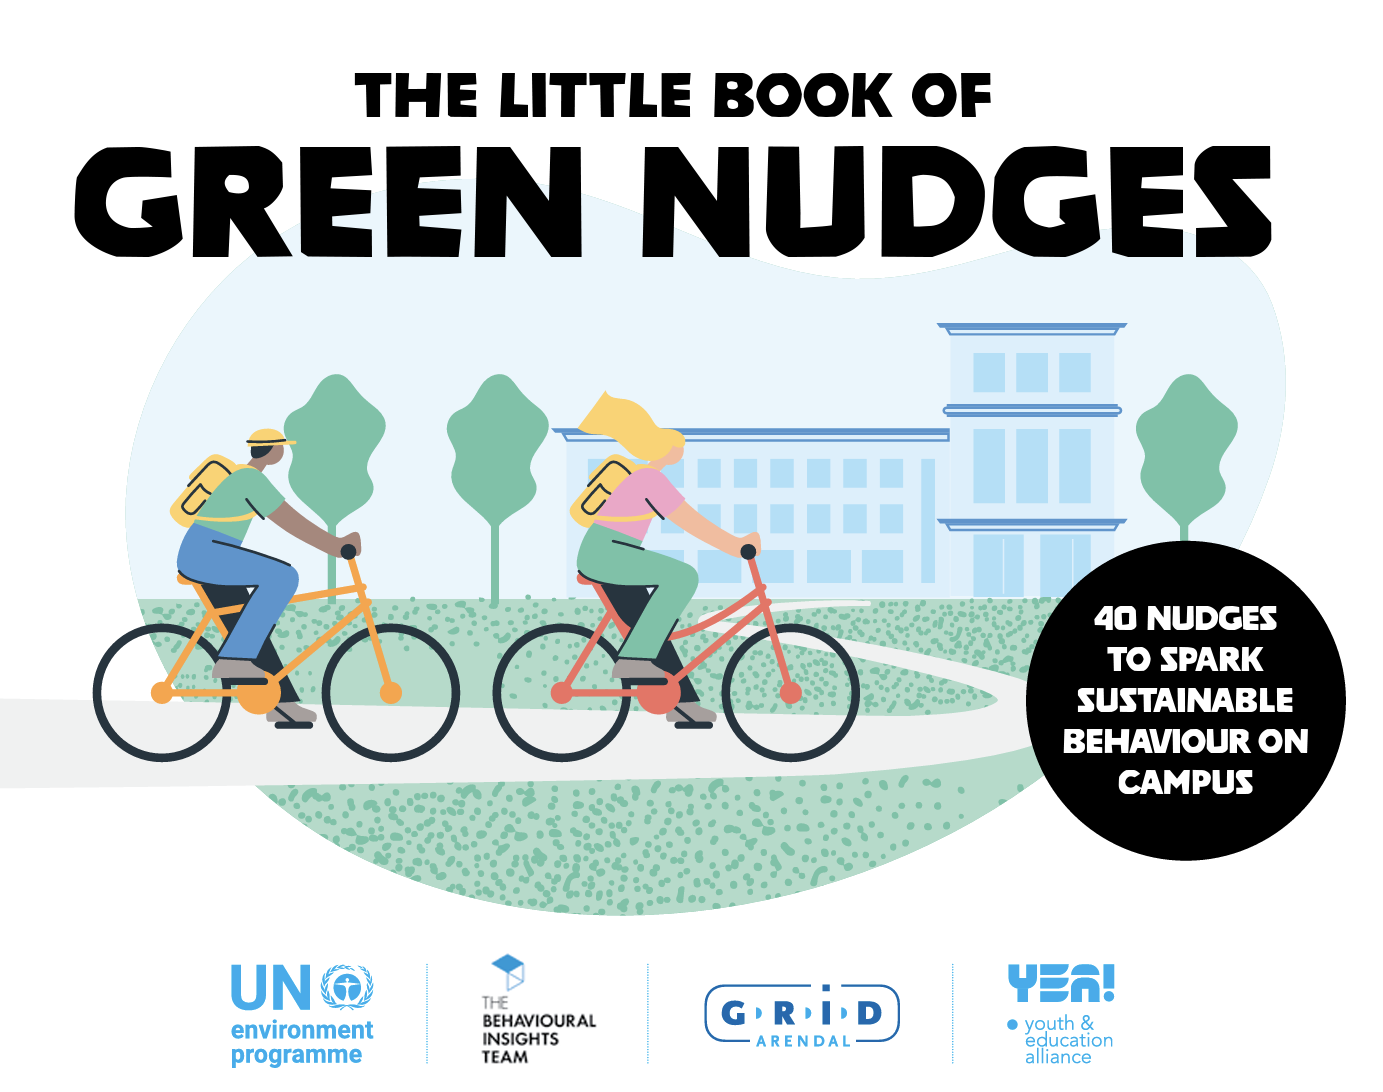 THE LITTLE BOOK OF
GREEN NUDGES
40 NUDGES
TO SPARK
SUSTAINABLE
BEHAVIOUR ON
CAMPUS
UN
environment
programme
THE
BEHAVIOURAL
INSIGHTS
TEAM
G·R·i·D
ARENDAL
YEA!
youth &
education
alliance